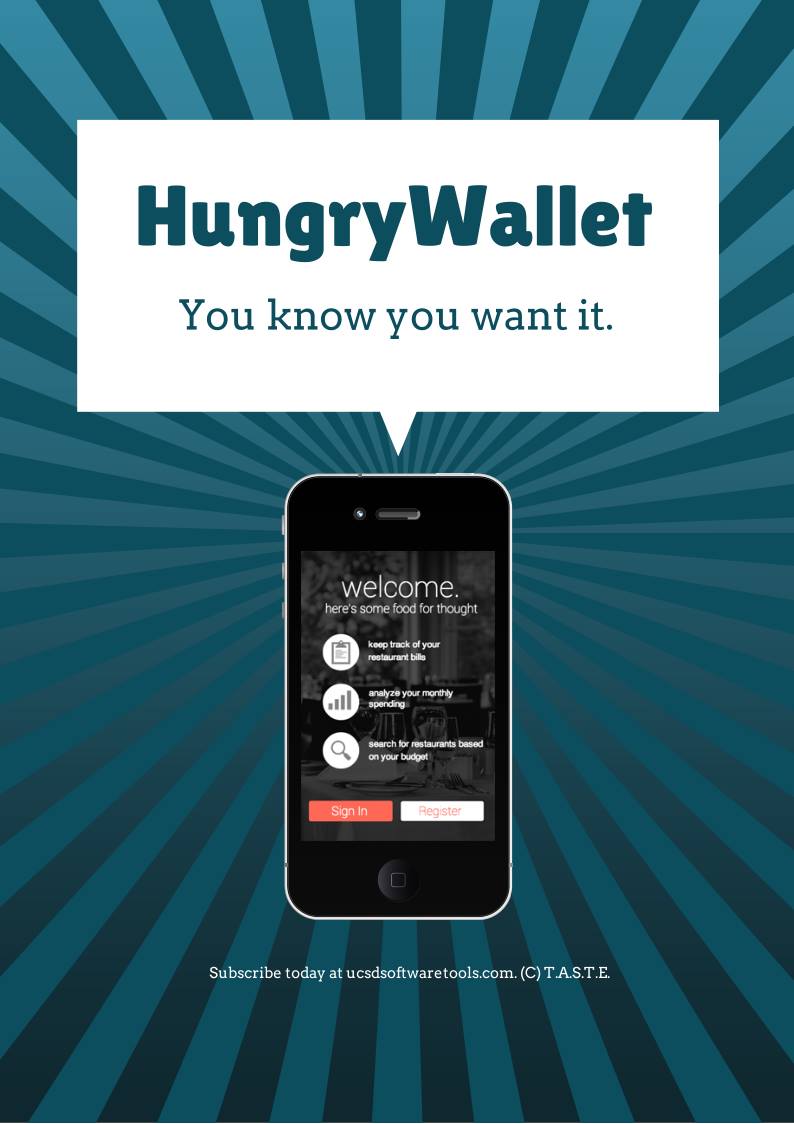 HungryWallet
You know you want it.
welcome.
here's some food for thought
keep track of your
restaurant bills
analyze your monthly
spending
search for restaurants based
on your budget
Sign In
Register
Subscribe today at ucsdsoftwaretools.com. (C) T.A.S.T.E.